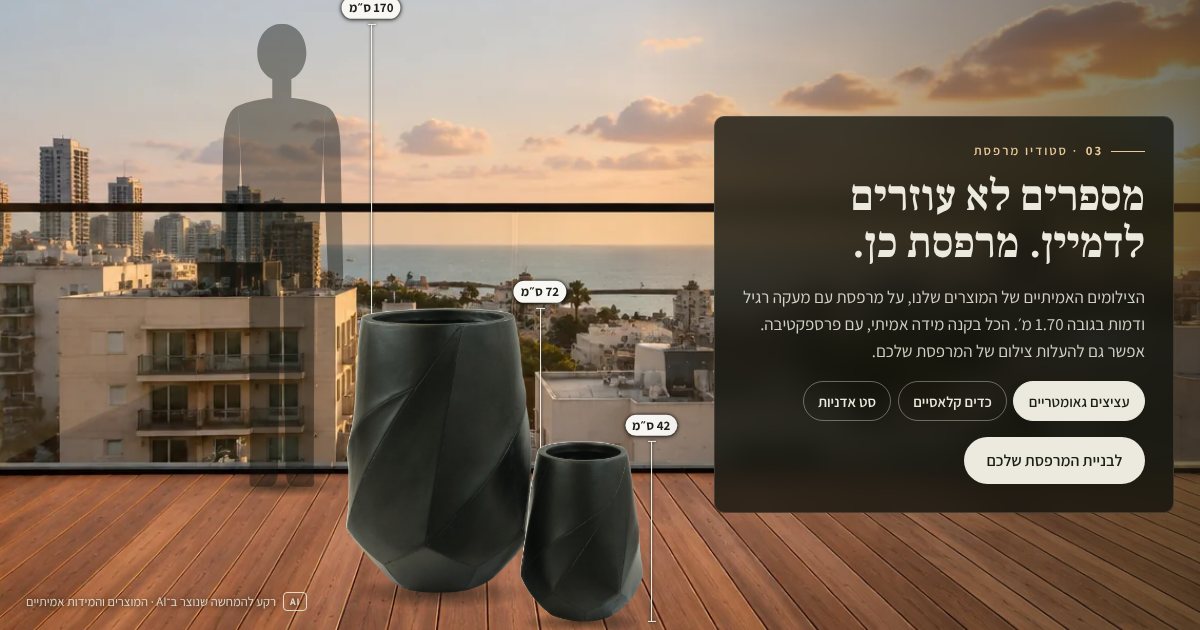 170 ס״מ
72 ס״מ
42 ס״מ
03 · סטודיו מרפסת
מספרים לא עוזרים
לדמיין. מרפסת כן.
הצילומים האמיתיים של המוצרים שלנו, על מרפסת עם מעקה רגיל
ודמות בגובה 1.70 מ׳. הכל בקנה מידה אמיתי, עם פרספקטיבה.
אפשר גם להעלות צילום של המרפסת שלכם.
עציצים גאומטריים
כדים קלאסיים
סט אדניות
לבניית המרפסת שלכם
AI רקע להמחשה שנוצר ב־AI · המוצרים והמידות אמיתיים